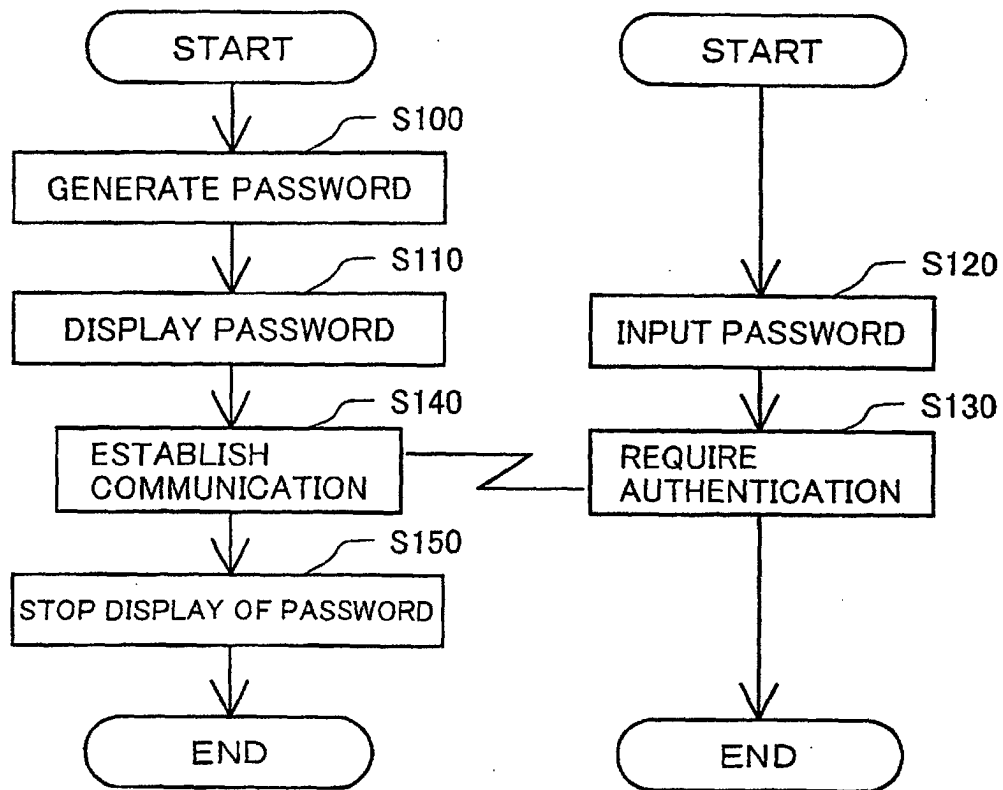 START
S100
GENERATE PASSWORD
S110
DISPLAY PASSWORD
S140
ESTABLISH
COMMUNICATION
S150
STOP DISPLAY OF PASSWORD
END
START
S120
INPUT PASSWORD
S130
REQUIRE
AUTHENTICATION
END